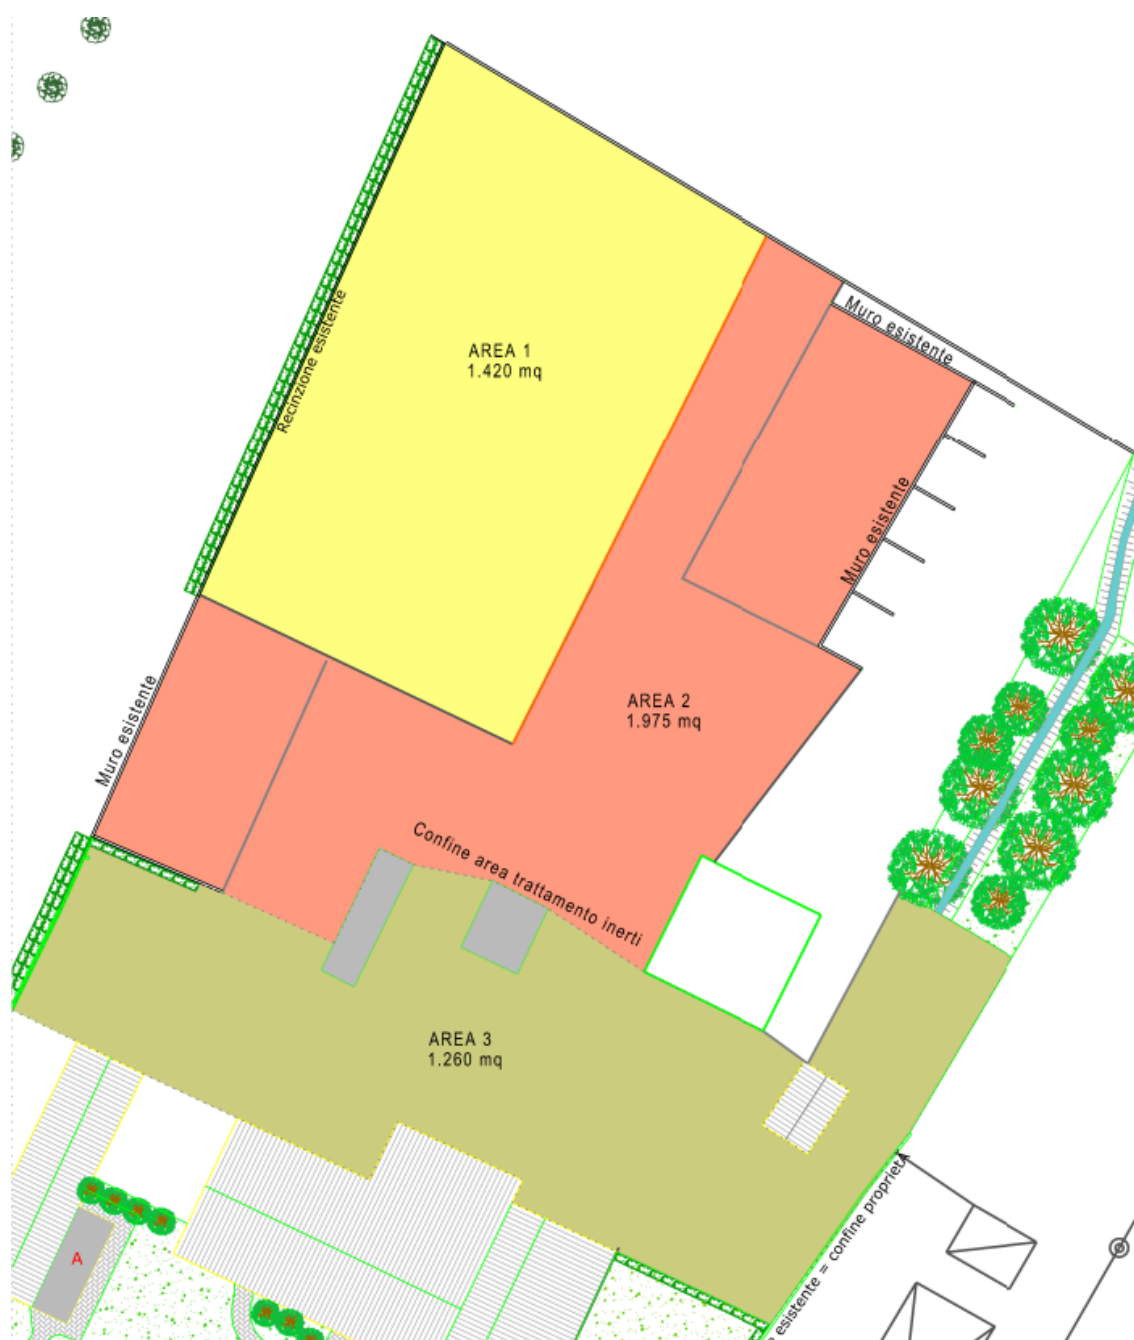 Muro esistente
Recinzione esistente
AREA 1
1.420 mq
Muro esistente
AREA 2
1.975 mq
Muro esistente
Confine area trattamento inerti
AREA 3
1.260 mq
esistente = confine proprietà
A